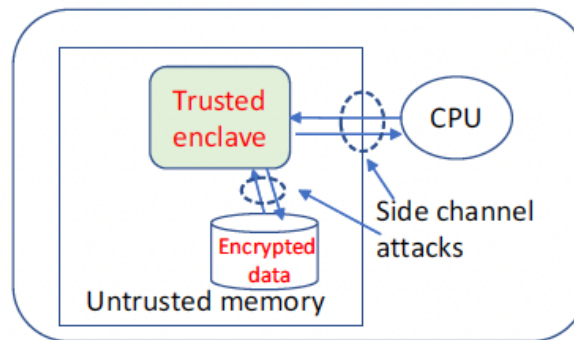 Trusted
enclave
CPU
Side channel
attacks
Encrypted
data
Untrusted memory